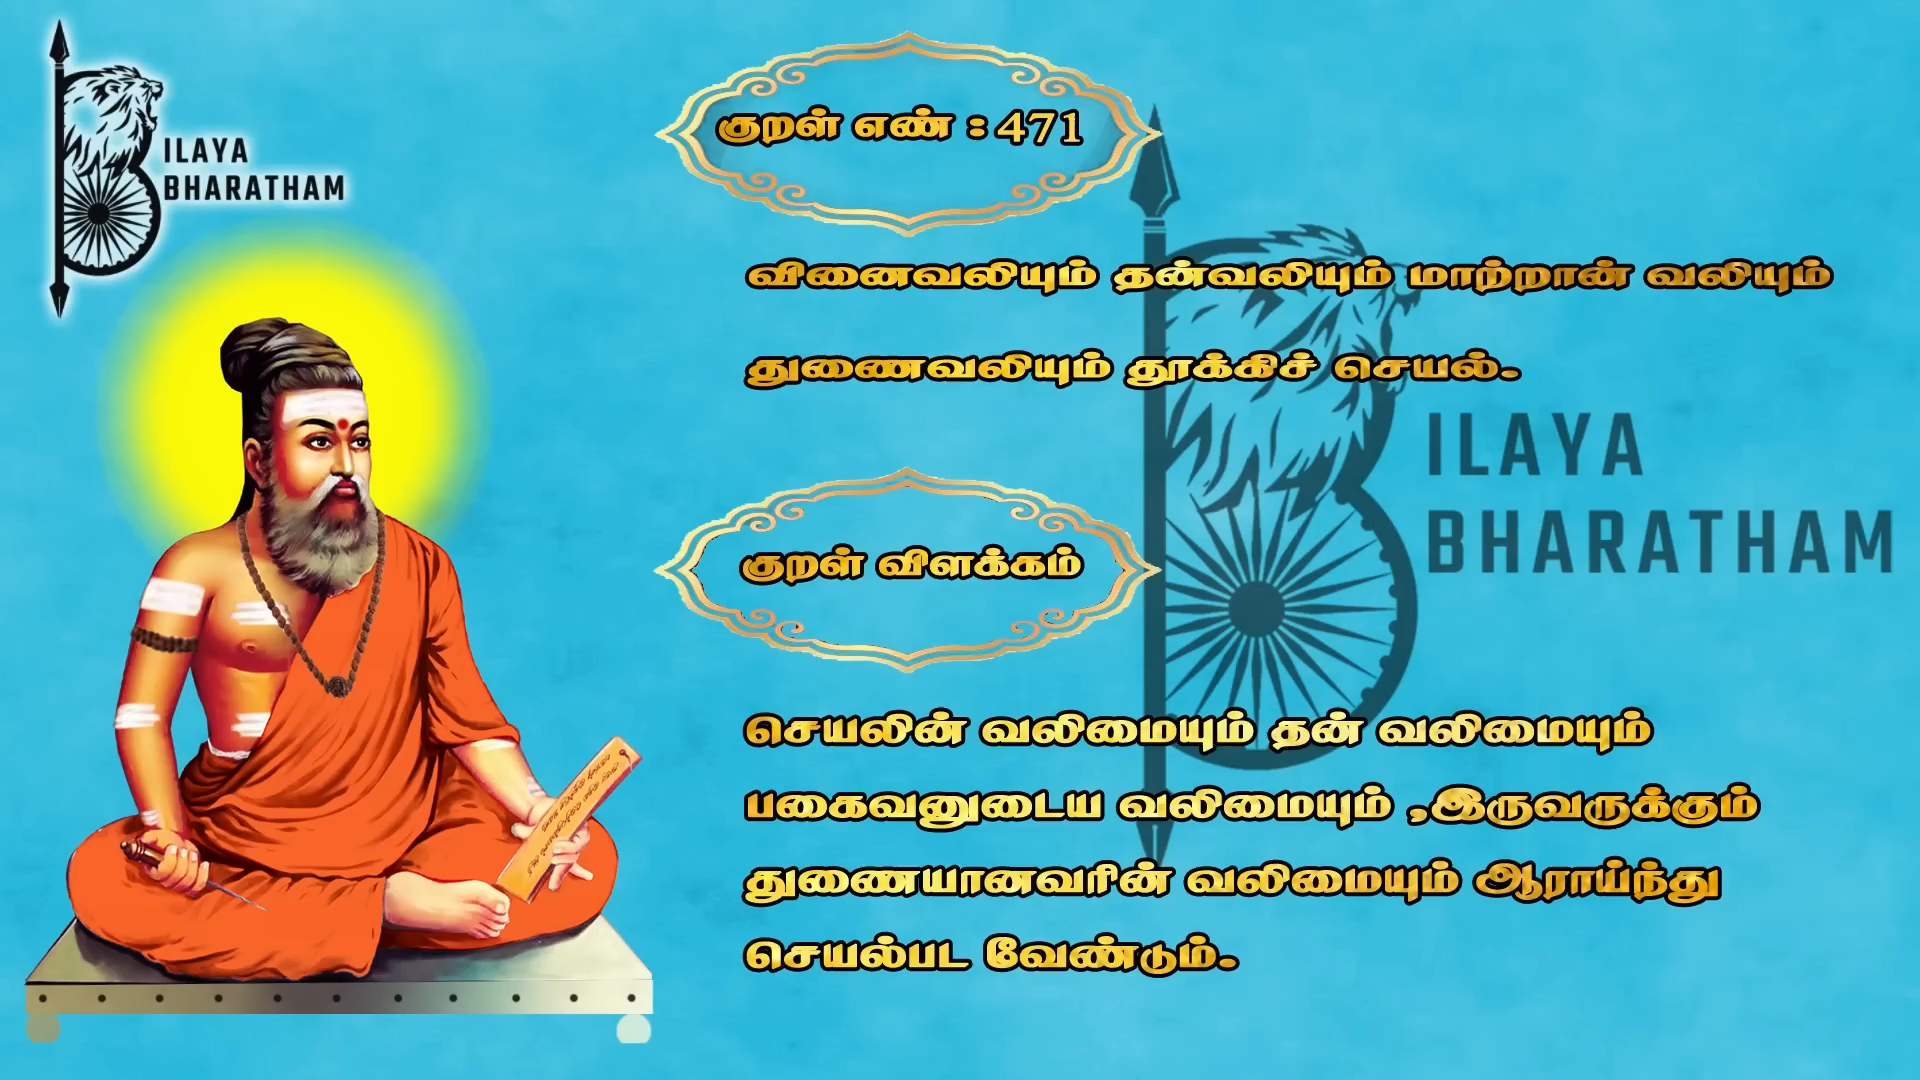 ILAYA
BHARATHAM
குறள் எண் : 471
வினைவலியும் தன்வலியும் மாற்றான் வலியும்
துணைவலியும் தூக்கிச் செயல்.
ILAYA
BHARATHAM
குறள் விளக்கம்
செயலின் வலிமையும் தன் வலிமையும்
பகைவனுடைய வலிமையும் ,இருவருக்கும்
துணையானவரின் வலிமையும் ஆராய்ந்து
செயல்பட வேண்டும்.